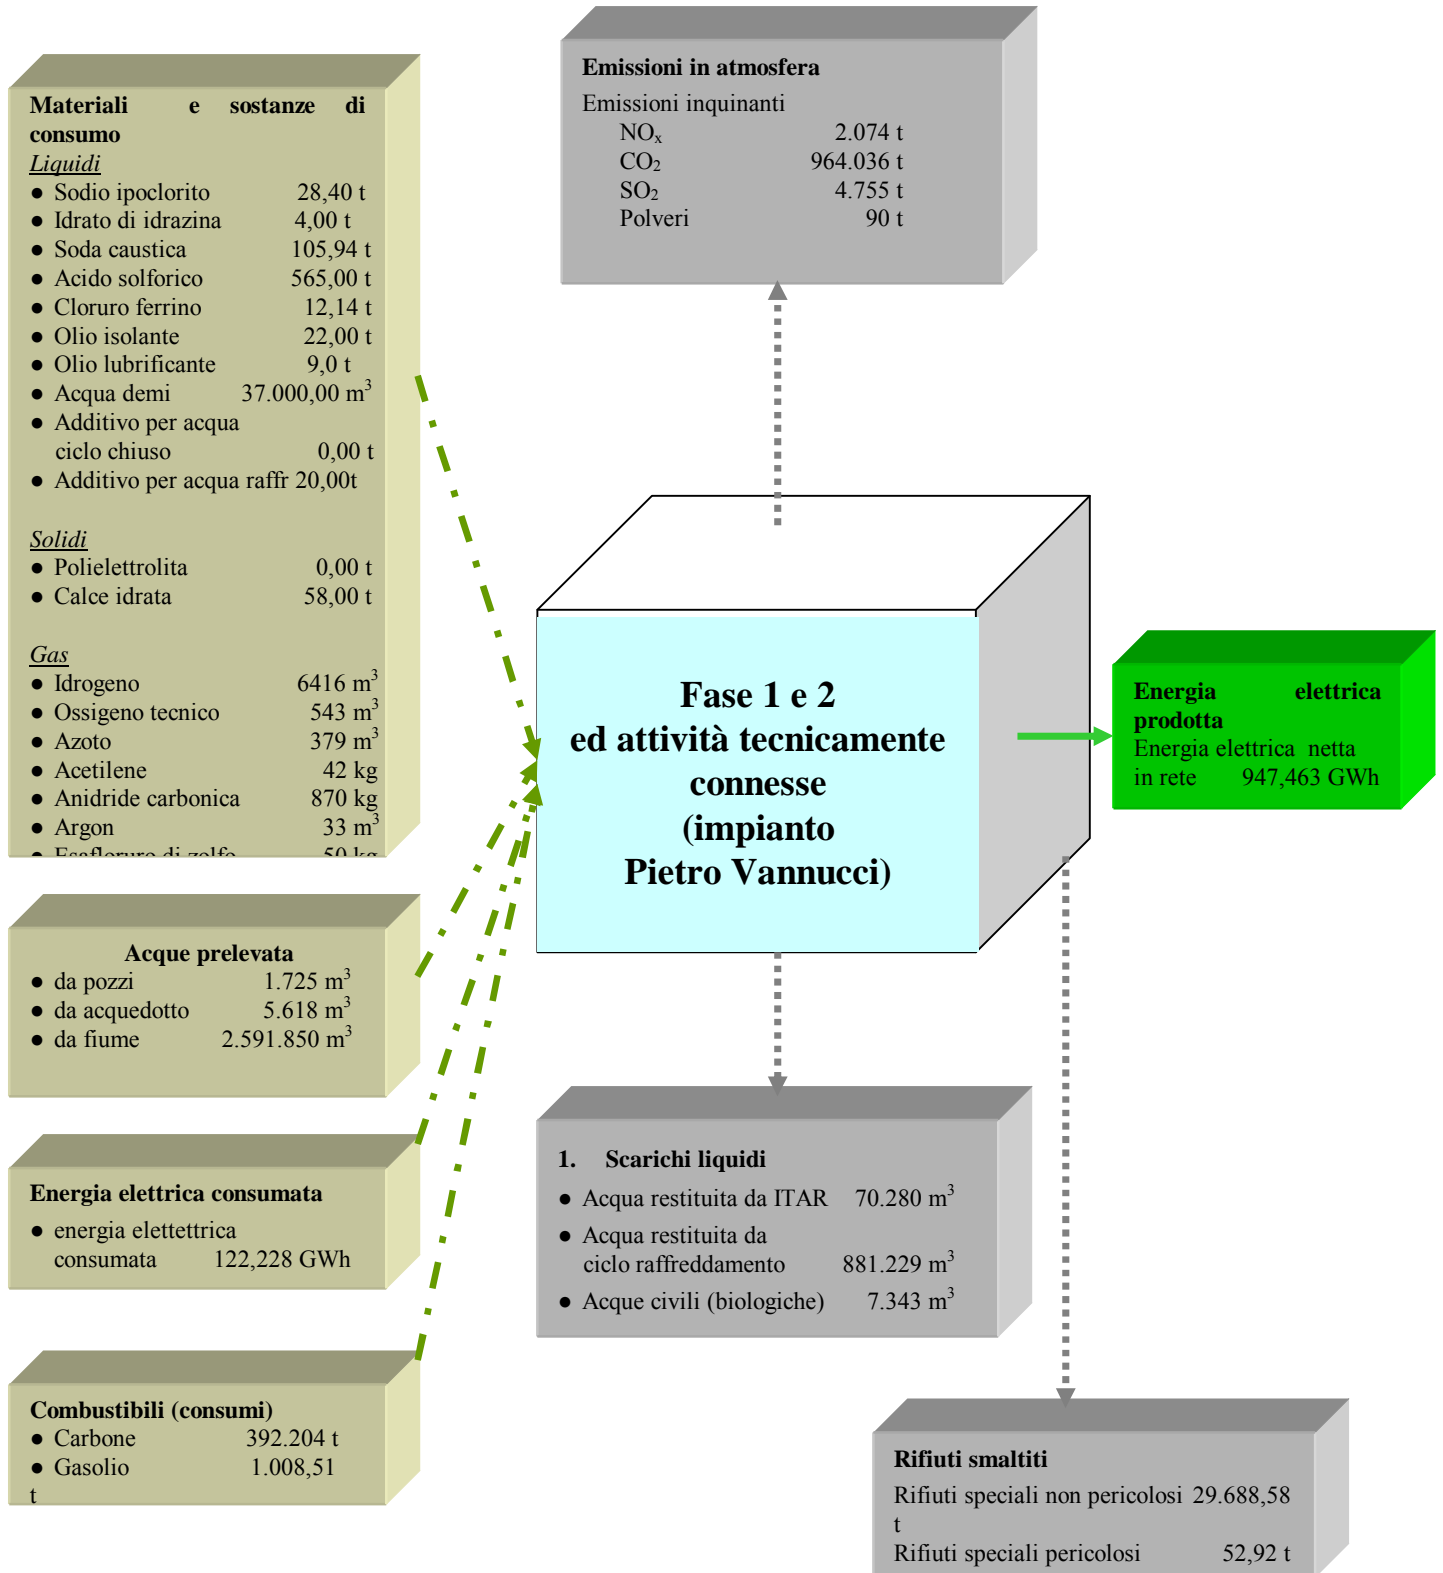 Emissioni in atmosfera
Emissioni inquinanti
NOx 2.074 t
CO2 964.036 t
SO2 4.755 t
Polveri 90 t
Materiali e sostanze di
consumo
Liquidi
● Sodio ipoclorito 28,40 t
● Idrato di idrazina 4,00 t
● Soda caustica 105,94 t
● Acido solforico 565,00 t
● Cloruro ferrino 12,14 t
● Olio isolante 22,00 t
● Olio lubrificante 9,0 t
● Acqua demi 37.000,00 m3
● Additivo per acqua
ciclo chiuso 0,00 t
● Additivo per acqua raffr 20,00t
Solidi
● Polielettrolita 0,00 t
● Calce idrata 58,00 t
Gas
● Idrogeno 6416 m3
● Ossigeno tecnico 543 m3
● Azoto 379 m3
● Acetilene 42 kg
● Anidride carbonica 870 kg
● Argon 33 m3
● Esafloruro di zolfo 50 kg
Fase 1 e 2
ed attività tecnicamente
connesse
(impianto
Pietro Vannucci)
Energia elettrica
prodotta
Energia elettrica netta
in rete 947,463 GWh
Acque prelevata
● da pozzi 1.725 m3
● da acquedotto 5.618 m3
● da fiume 2.591.850 m3
Energia elettrica consumata
● energia elettettrica
consumata 122,228 GWh
1. Scarichi liquidi
● Acqua restituita da ITAR 70.280 m3
● Acqua restituita da
ciclo raffreddamento 881.229 m3
● Acque civili (biologiche) 7.343 m3
Combustibili (consumi)
● Carbone 392.204 t
● Gasolio 1.008,51
t
Rifiuti smaltiti
Rifiuti speciali non pericolosi 29.688,58
t
Rifiuti speciali pericolosi 52,92 t